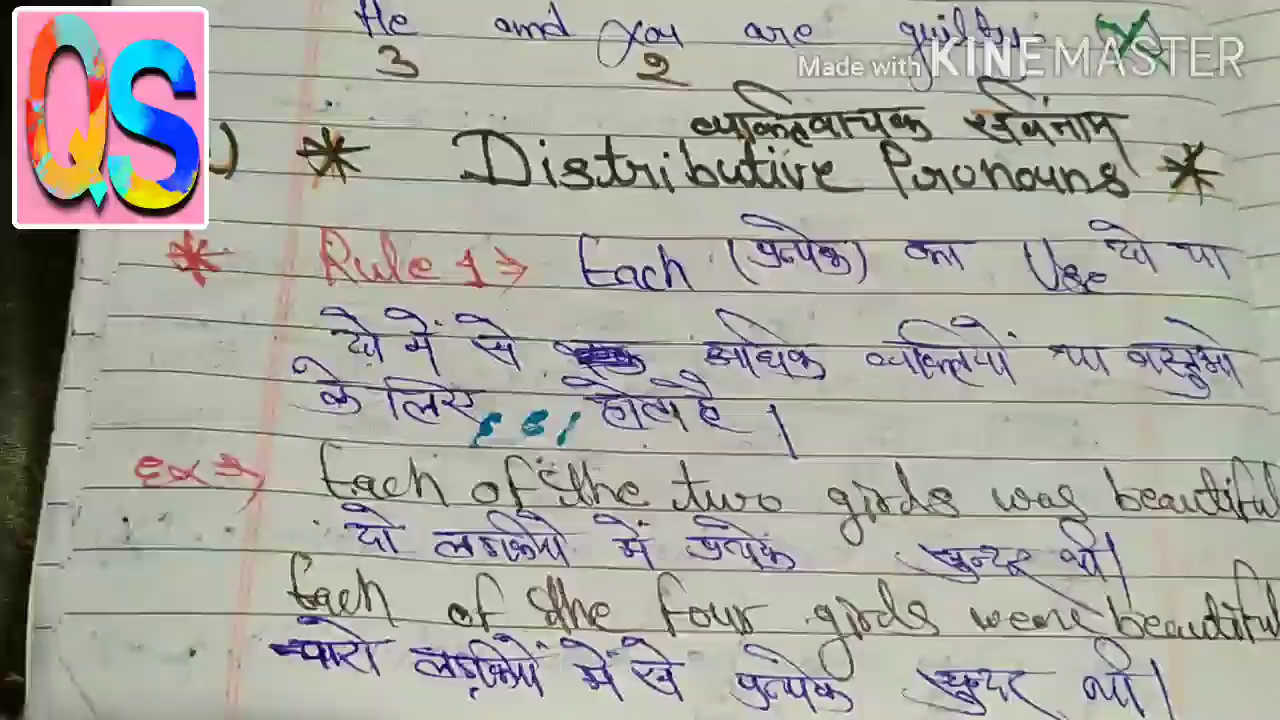 He and You are guilty
3 2
Made with KINEMASTER
QS
व्यक्तिवाचक सर्वनाम
* Distributive Pronouns *
* Rule 1 → Each (प्रत्येक) का Use दो या
दो में से अधिक व्यक्तियों या वस्तुओ
के लिए होता है।
Ex → Each of the two girls was beautiful
दो लडकियो में प्रत्येक सुन्दर थी।
Each of the four girls were beautiful
चारो लड़कियों में से प्रत्येक सुन्दर थी।